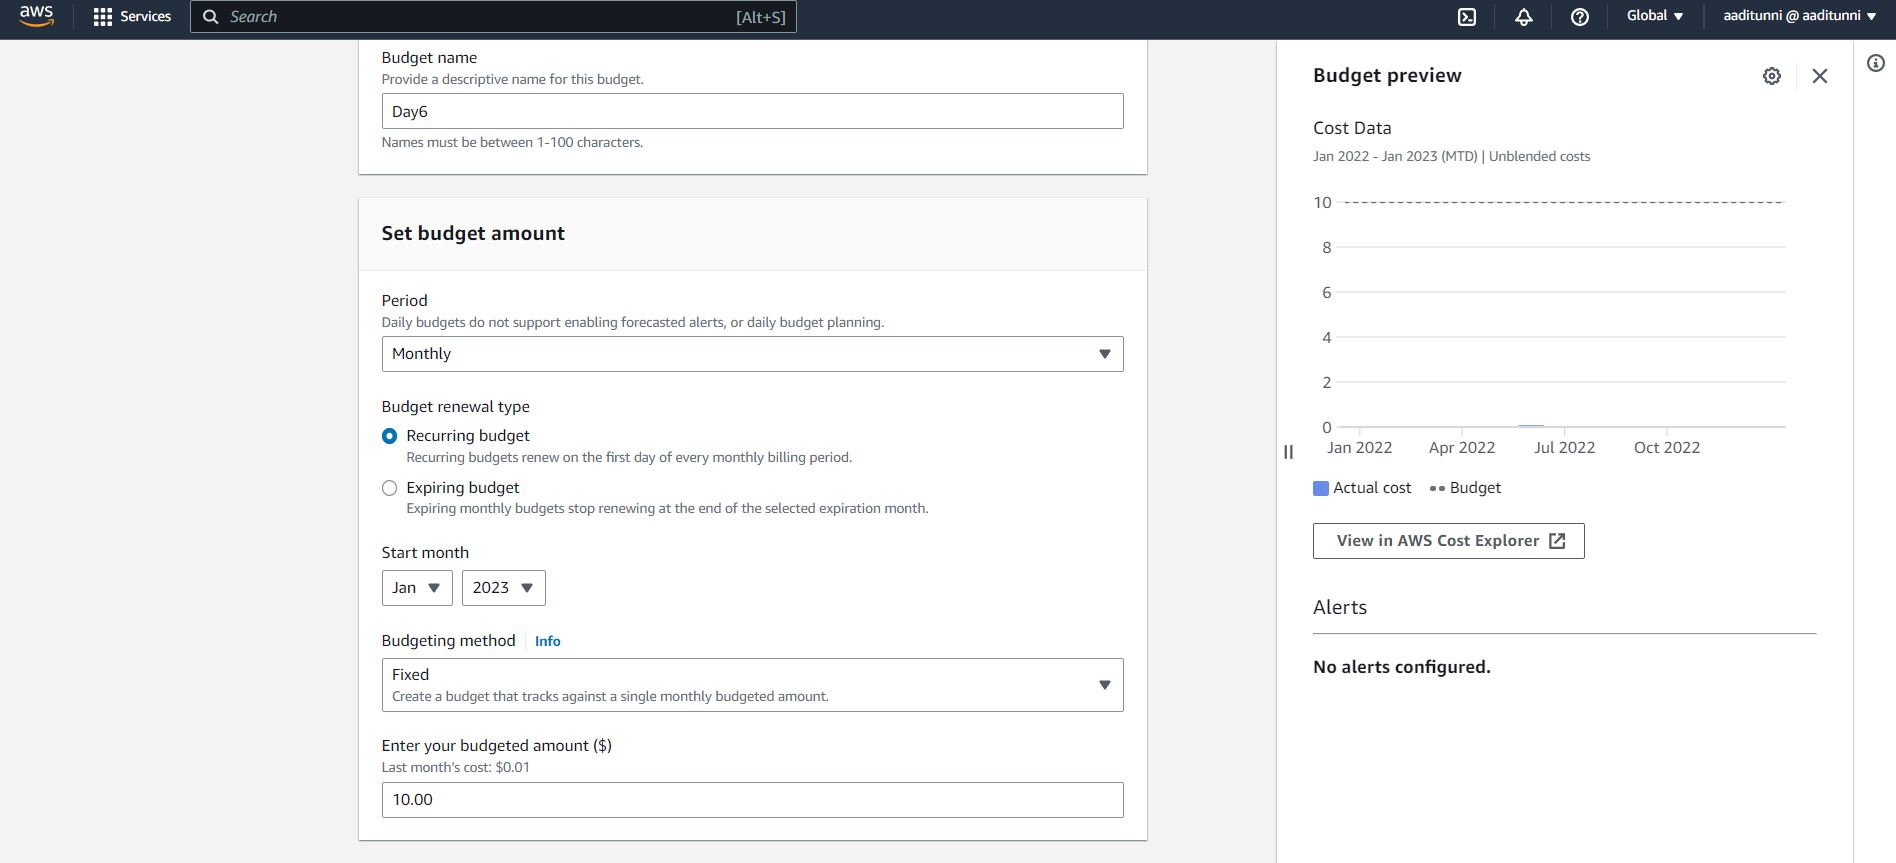 aws
Services
Search
[Alt+S]
Global
aaditunni @ aaditunni
Budget name
Provide a descriptive name for this budget.
Day6
Names must be between 1-100 characters.
Set budget amount
Period
Daily budgets do not support enabling forecasted alerts, or daily budget planning.
Monthly
Budget renewal type
Recurring budget
Recurring budgets renew on the first day of every monthly billing period.
Expiring budget
Expiring monthly budgets stop renewing at the end of the selected expiration month.
Start month
Jan
2023
Budgeting method
Info
Fixed
Create a budget that tracks against a single monthly budgeted amount.
Enter your budgeted amount ($)
Last month's cost: $0.01
10.00
Budget preview
Cost Data
Jan 2022 - Jan 2023 (MTD) | Unblended costs
10
8
6
4
2
0
Jan 2022
Apr 2022
Jul 2022
Oct 2022
Actual cost
Budget
View in AWS Cost Explorer
Alerts
No alerts configured.